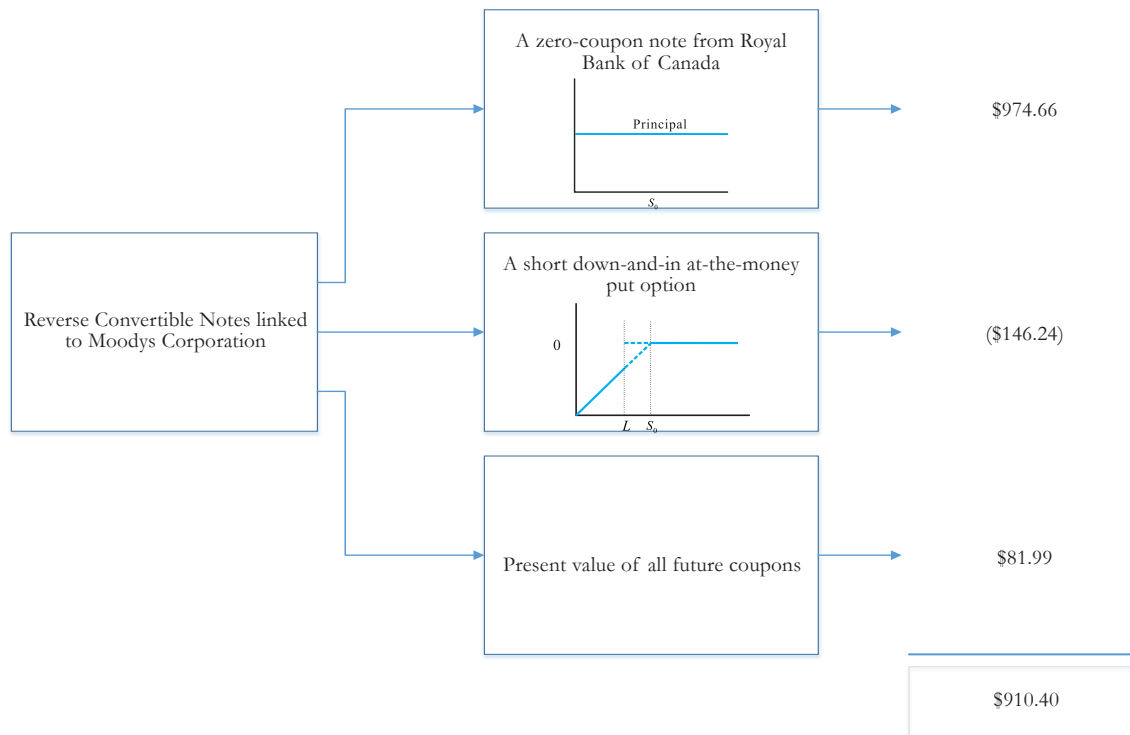 A zero-coupon note from Royal
Bank of Canada
Principal
S₀
$974.66
Reverse Convertible Notes linked
to Moodys Corporation
A short down-and-in at-the-money
put option
0
L S₀
($146.24)
Present value of all future coupons
$81.99
$910.40